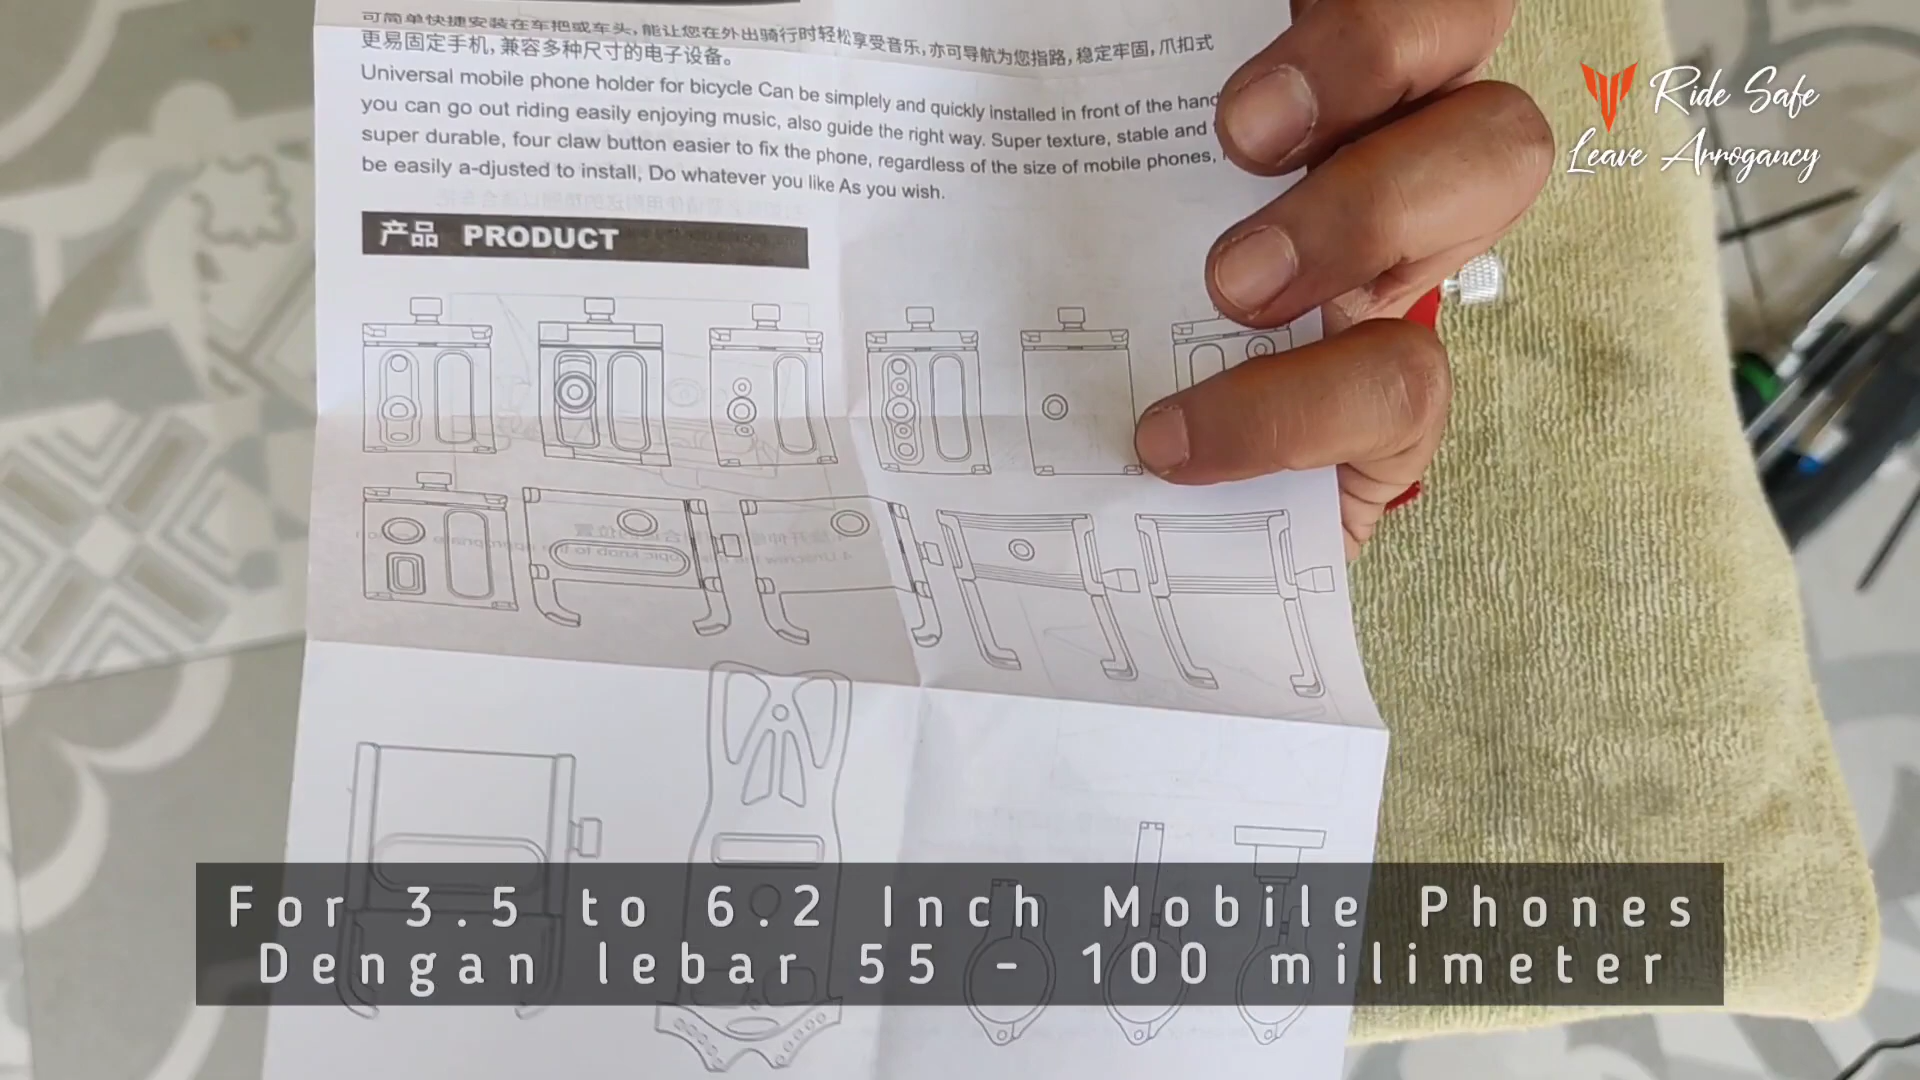 可简单快捷安装在车把或车头,能让您在外出骑行时轻松享受音乐,亦可导航为您指路,稳定牢固,爪扣式
更易固定手机,兼容多种尺寸的电子设备。
Universal mobile phone holder for bicycle Can be simplely and quickly installed in front of the hand
you can go out riding easily enjoying music, also guide the right way. Super texture, stable and
super durable, four claw button easier to fix the phone, regardless of the size of mobile phones,
be easily a-djusted to install, Do whatever you like As you wish.
产品 PRODUCT
Ride Safe
Leave Arrogancy
For 3.5 to 6.2 Inch Mobile Phones
Dengan lebar 55 - 100 milimeter